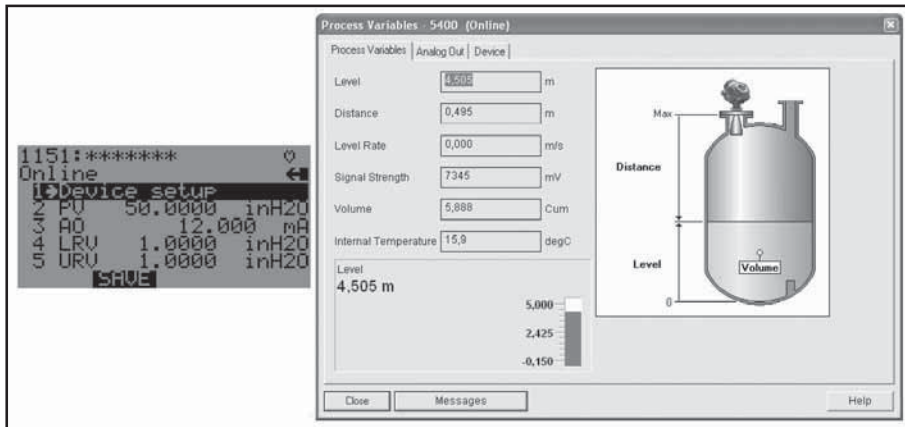 1151:*******
Online
1 Device setup
2 PV 50.0000 inH2O
3 AO 12.000 mA
4 LRV 1.0000 inH2O
5 URV 1.0000 inH2O
SAVE
Process Variables - 5400 (Online)
Process Variables Analog Out Device
Level 4,505 m
Distance 0,495 m
Level Rate 0,000 m/s
Signal Strength 7345 mV
Volume 5,888 Cum
Internal Temperature 15,9 degC
Level
4,505 m
5,000
2,425
-0,150
Max
Distance
Level
Volume
0
Close Messages Help